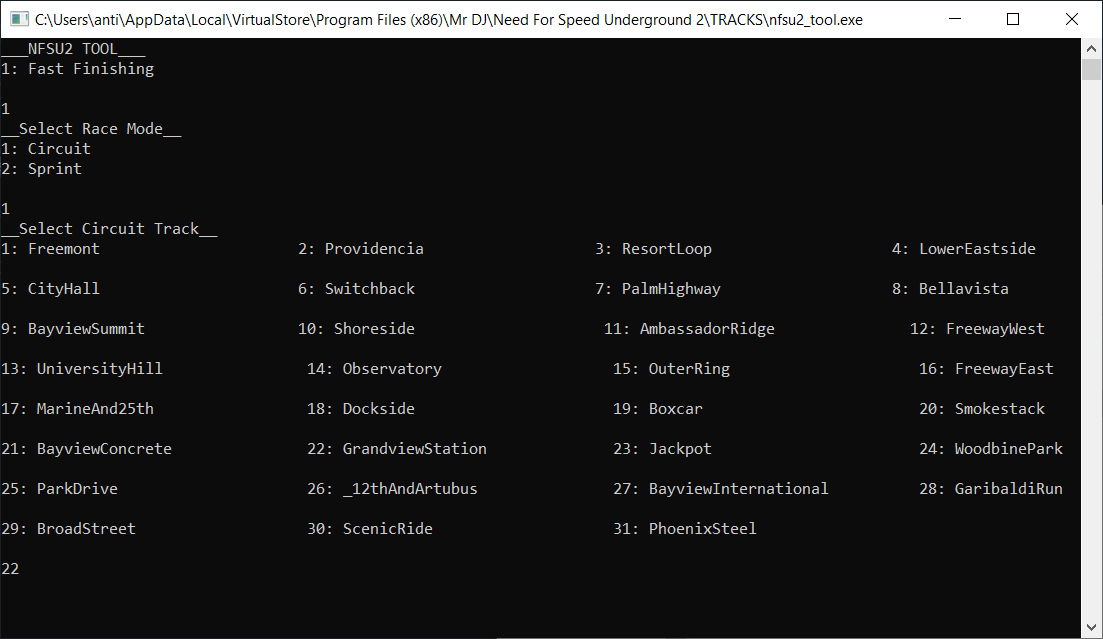 C:\Users\anti\AppData\Local\VirtualStore\Program Files (x86)\Mr DJ\Need For Speed Underground 2\TRACKS\nfsu2_tool.exe
___NFSU2 TOOL___
1: Fast Finishing
1
__Select Race Mode__
1: Circuit
2: Sprint
1
__Select Circuit Track__
1: Freemont 2: Providencia 3: ResortLoop 4: LowerEastside
5: CityHall 6: Switchback 7: PalmHighway 8: Bellavista
9: BayviewSummit 10: Shoreside 11: AmbassadorRidge 12: FreewayWest
13: UniversityHill 14: Observatory 15: OuterRing 16: FreewayEast
17: MarineAnd25th 18: Dockside 19: Boxcar 20: Smokestack
21: BayviewConcrete 22: GrandviewStation 23: Jackpot 24: WoodbinePark
25: ParkDrive 26: _12thAndArtubus 27: BayviewInternational 28: GaribaldiRun
29: BroadStreet 30: ScenicRide 31: PhoenixSteel
22